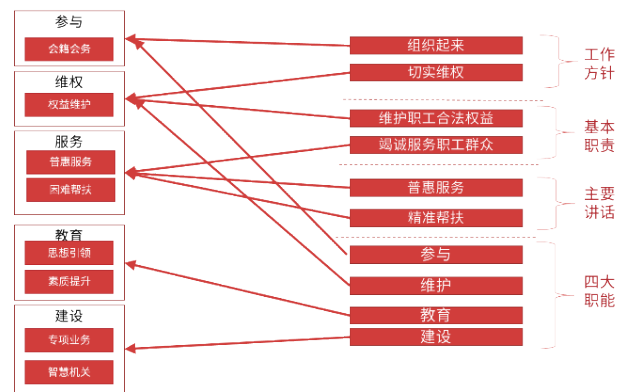 参与
会籍会务
维权
权益维护
服务
普惠服务
困难帮扶
教育
思想引领
素质提升
建设
专项业务
智慧机关
组织起来
切实维权
维护职工合法权益
竭诚服务职工群众
普惠服务
精准帮扶
参与
维护
教育
建设
工作
方针
基本
职责
主要
讲话
四大
职能